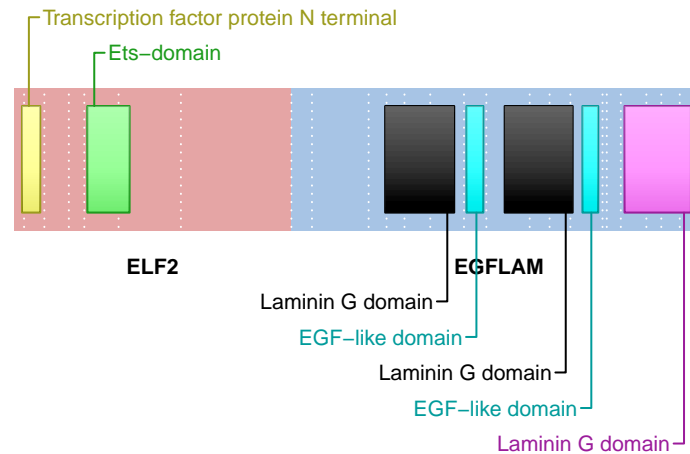 Transcription factor protein N terminal
Ets−domain
ELF2
EGFLAM
Laminin G domain
EGF−like domain
Laminin G domain
EGF−like domain
Laminin G domain